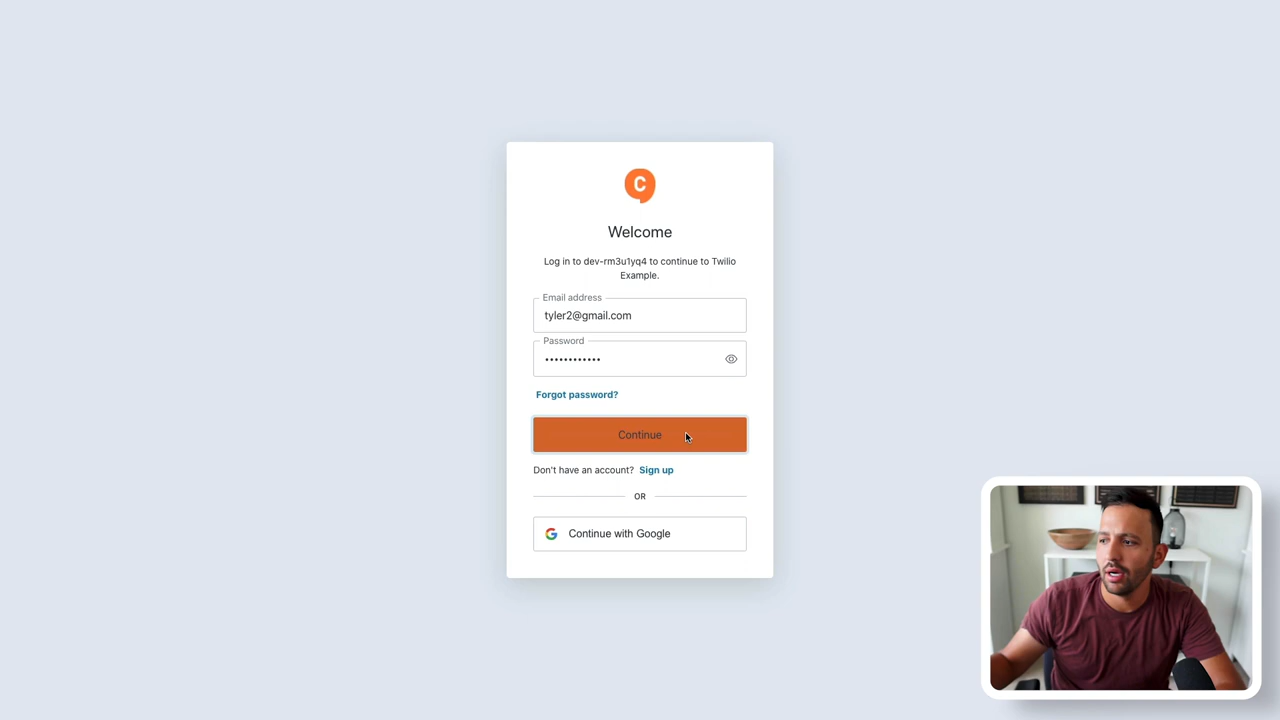 C
Welcome
Log in to dev-rm3u1yq4 to continue to Twilio
Example.
Email address
tyler2@gmail.com
Password
••••••••••••
Forgot password?
Continue
Don't have an account? Sign up
OR
Continue with Google